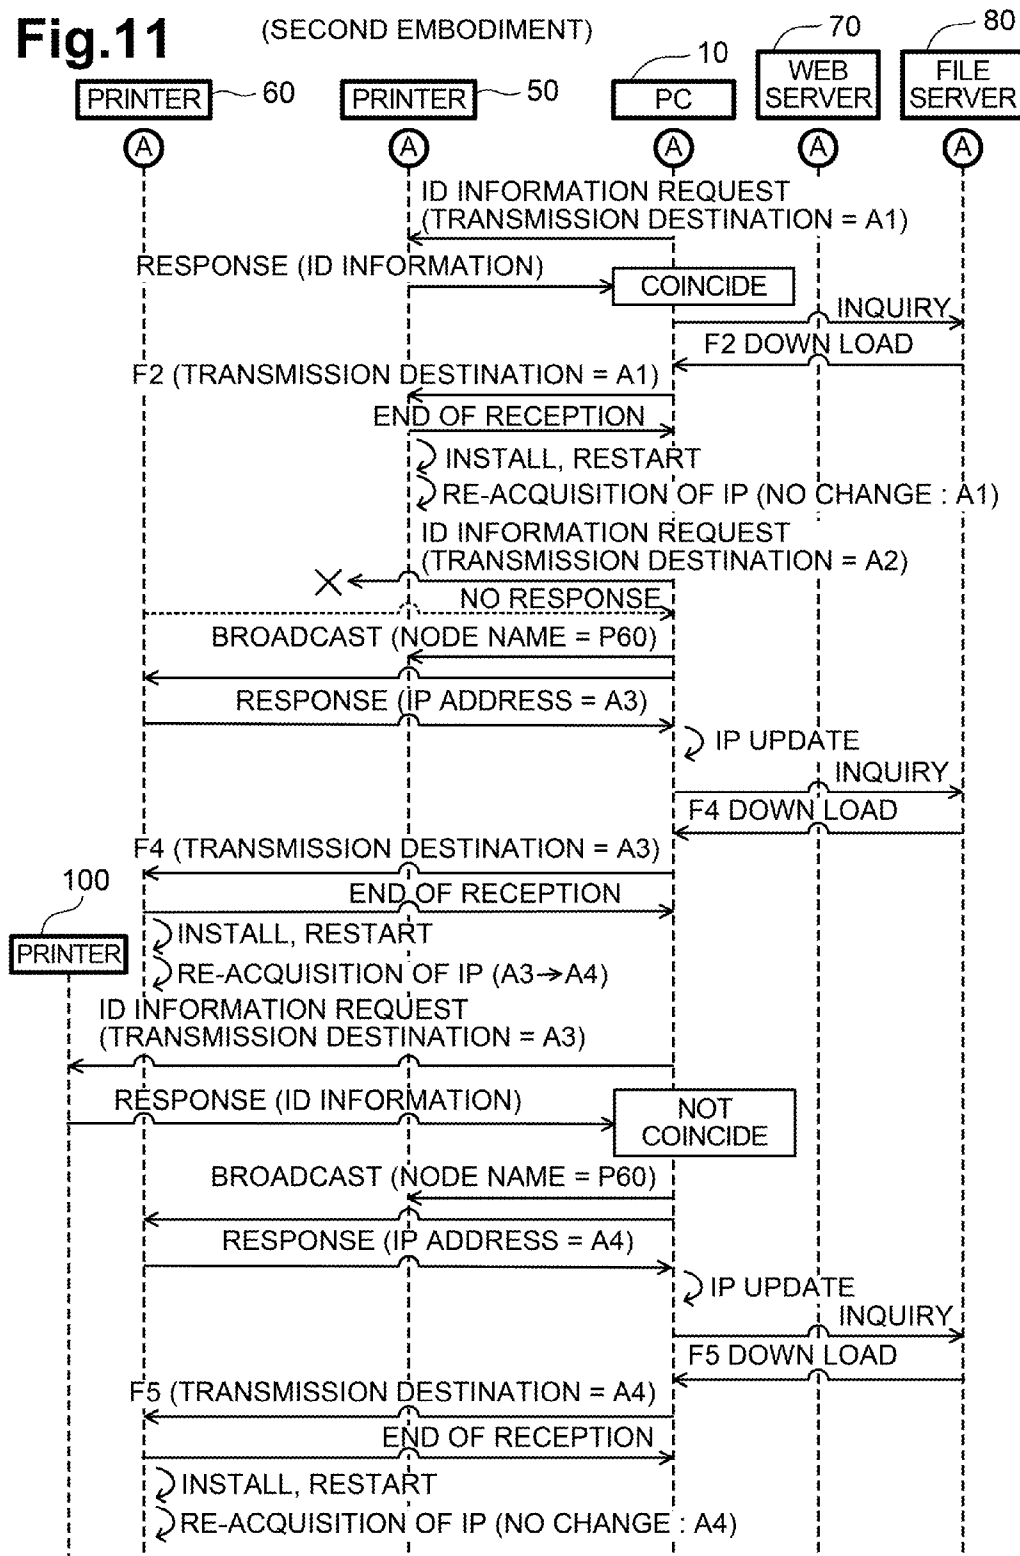 Fig.11
(SECOND EMBODIMENT)
60
50
10
70
80
PRINTER
PRINTER
PC
WEB
SERVER
FILE
SERVER
A
A
A
A
A
ID INFORMATION REQUEST
(TRANSMISSION DESTINATION = A1)
RESPONSE (ID INFORMATION)
COINCIDE
INQUIRY
F2 DOWN LOAD
F2 (TRANSMISSION DESTINATION = A1)
END OF RECEPTION
INSTALL, RESTART
RE-ACQUISITION OF IP (NO CHANGE : A1)
ID INFORMATION REQUEST
(TRANSMISSION DESTINATION = A2)
NO RESPONSE
BROADCAST (NODE NAME = P60)
RESPONSE (IP ADDRESS = A3)
IP UPDATE
INQUIRY
F4 DOWN LOAD
F4 (TRANSMISSION DESTINATION = A3)
100
END OF RECEPTION
PRINTER
INSTALL, RESTART
RE-ACQUISITION OF IP (A3→A4)
ID INFORMATION REQUEST
(TRANSMISSION DESTINATION = A3)
RESPONSE (ID INFORMATION)
NOT
COINCIDE
BROADCAST (NODE NAME = P60)
RESPONSE (IP ADDRESS = A4)
IP UPDATE
INQUIRY
F5 DOWN LOAD
F5 (TRANSMISSION DESTINATION = A4)
END OF RECEPTION
INSTALL, RESTART
RE-ACQUISITION OF IP (NO CHANGE : A4)